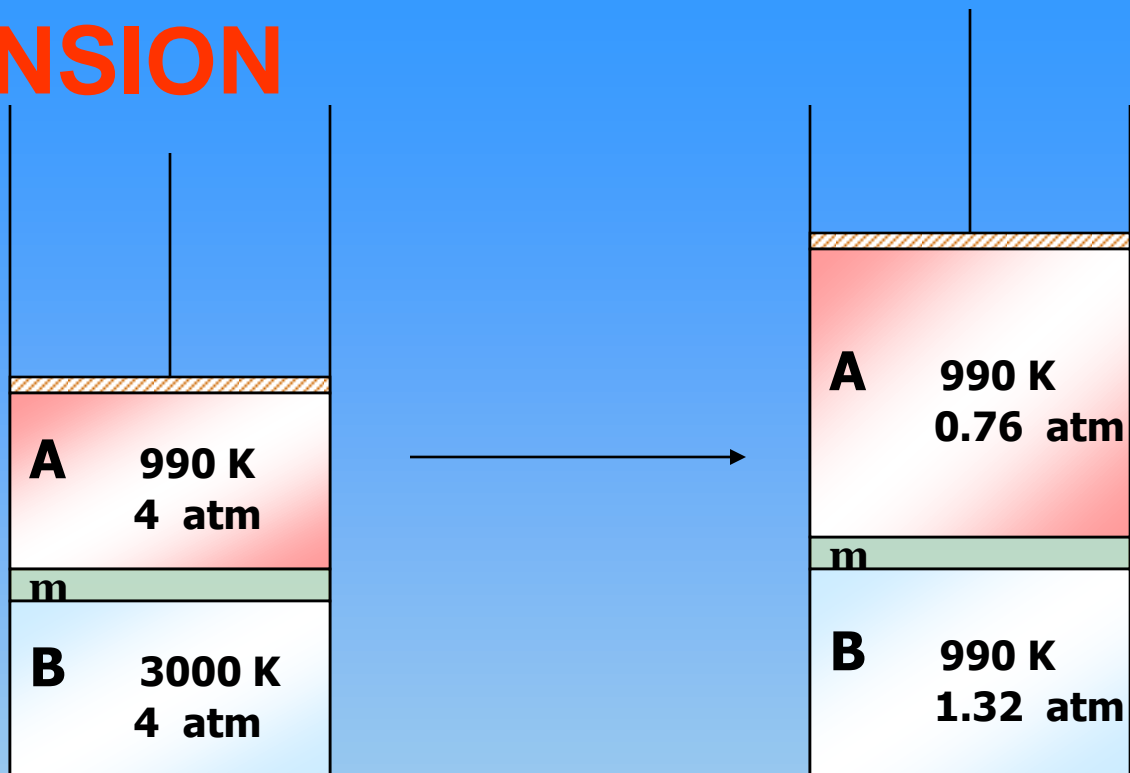 NSION
A 990 K
4 atm
m
B 3000 K
4 atm
A 990 K
0.76 atm
m
B 990 K
1.32 atm